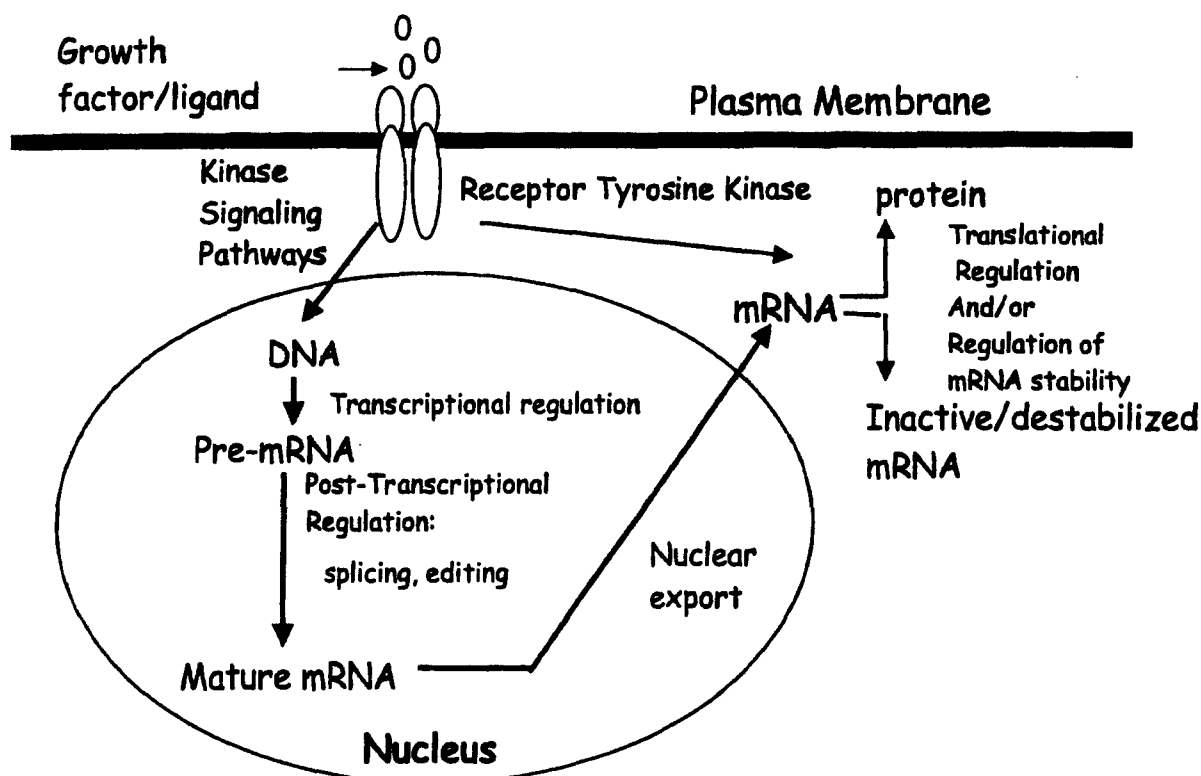 Growth
factor/ligand
Plasma Membrane
Kinase
Signaling
Pathways
Receptor Tyrosine Kinase
protein
Translational
Regulation
And/or
Regulation of
mRNA stability
mRNA
Inactive/destabilized
mRNA
DNA
Transcriptional regulation
Pre-mRNA
Post-Transcriptional
Regulation:
splicing, editing
Nuclear
export
Mature mRNA
Nucleus